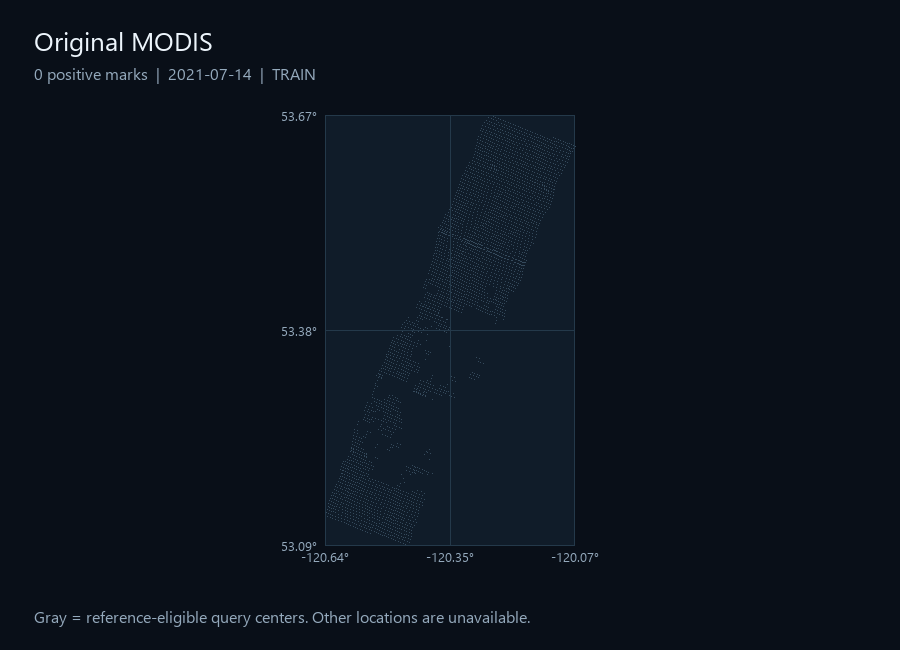 Original MODIS
0 positive marks | 2021-07-14 | TRAIN
53.67°
53.38°
53.09°
-120.64° -120.35° -120.07°
Gray = reference-eligible query centers. Other locations are unavailable.